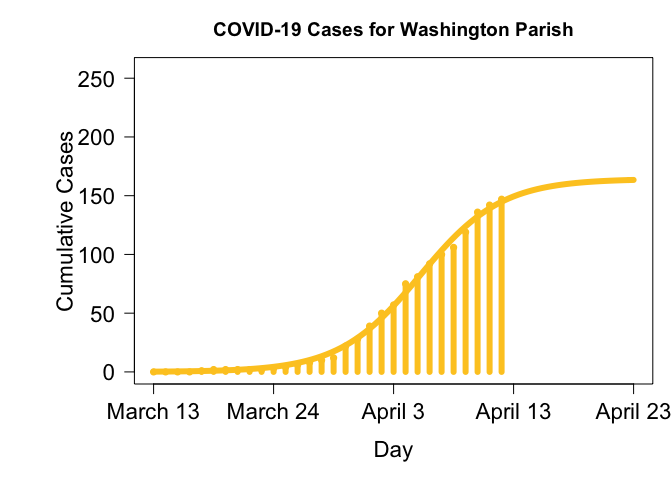 COVID-19 Cases for Washington Parish
250
200
150
100
50
0
Cumulative Cases
March 13 March 24 April 3 April 13 April 23
Day